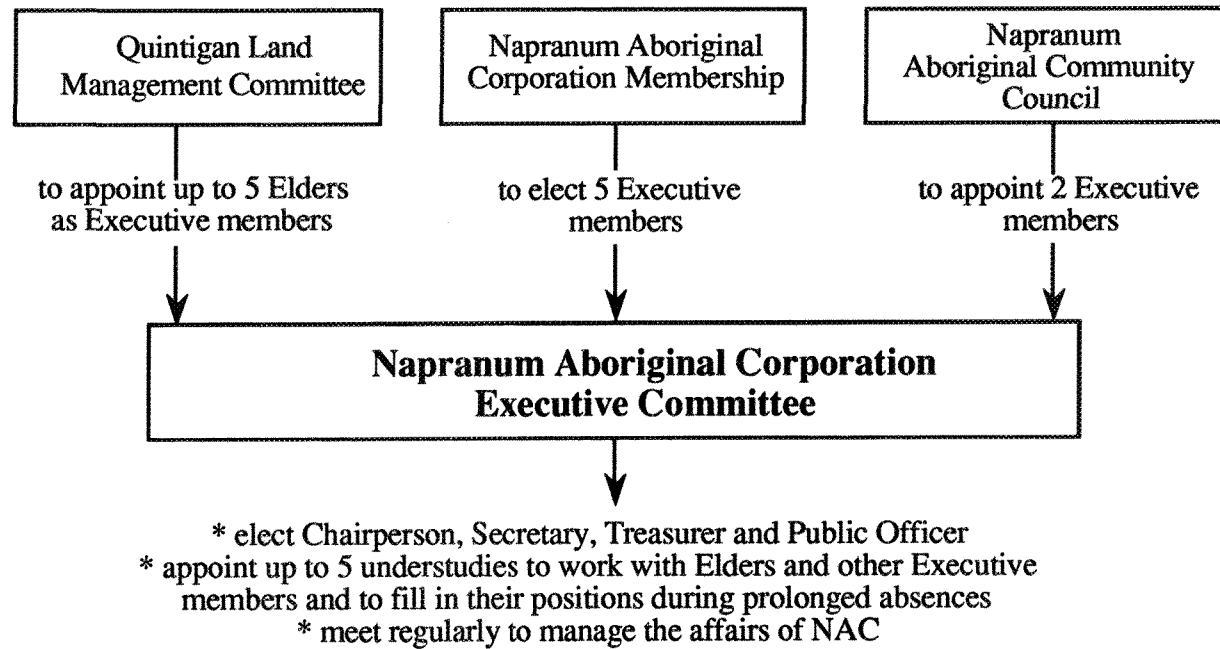 Quintigan Land
Management Committee
Napranum Aboriginal
Corporation Membership
Napranum
Aboriginal Community
Council
to appoint up to 5 Elders
as Executive members
to elect 5 Executive
members
to appoint 2 Executive
members
Napranum Aboriginal Corporation
Executive Committee
* elect Chairperson, Secretary, Treasurer and Public Officer
* appoint up to 5 understudies to work with Elders and other Executive
members and to fill in their positions during prolonged absences
* meet regularly to manage the affairs of NAC